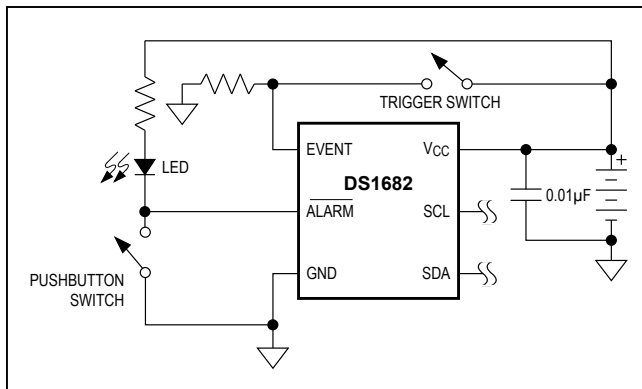 TRIGGER SWITCH
EVENT
VCC
LED
DS1682
+
0.01µF
ALARM
SCL
GND
SDA
PUSHBUTTON
SWITCH